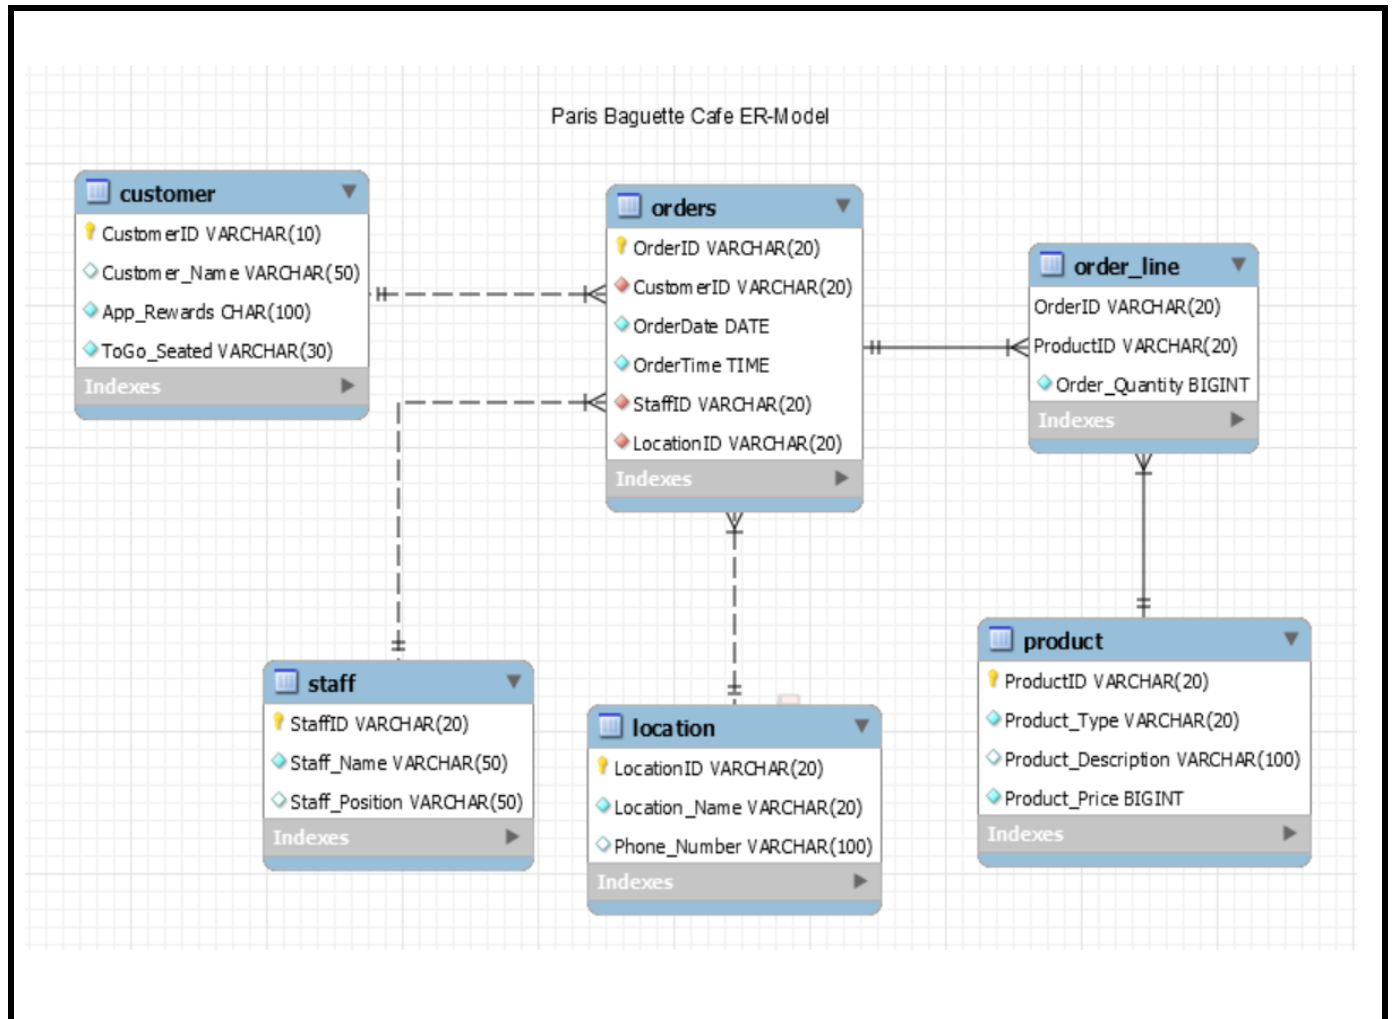 Paris Baguette Cafe ER-Model
customer
CustomerID VARCHAR(10)
Customer_Name VARCHAR(50)
App_Rewards CHAR(100)
ToGo_Seated VARCHAR(30)
Indexes
orders
OrderID VARCHAR(20)
CustomerID VARCHAR(20)
OrderDate DATE
OrderTime TIME
StaffID VARCHAR(20)
LocationID VARCHAR(20)
Indexes
order_line
OrderID VARCHAR(20)
ProductID VARCHAR(20)
Order_Quantity BIGINT
Indexes
staff
StaffID VARCHAR(20)
Staff_Name VARCHAR(50)
Staff_Position VARCHAR(50)
Indexes
location
LocationID VARCHAR(20)
Location_Name VARCHAR(20)
Phone_Number VARCHAR(100)
Indexes
product
ProductID VARCHAR(20)
Product_Type VARCHAR(20)
Product_Description VARCHAR(100)
Product_Price BIGINT
Indexes